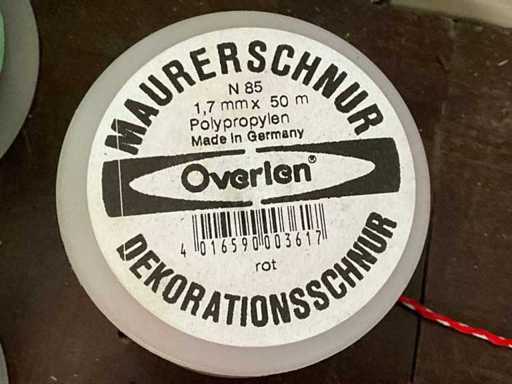 MAURERSCHNUR
N 85
1,7 mm x 50 m
Polypropylen
Made in Germany
Overlen®
4 016590 003617
rot
DEKORATIONSSCHNUR